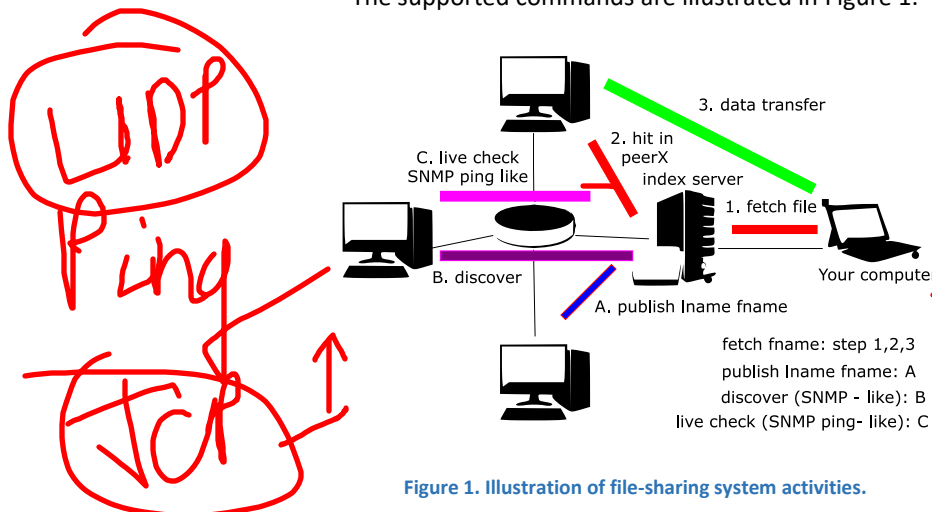 The supported commands are illustrated in Figure 1.
UDP
Ping
TCP
3. data transfer
2. hit in
peerX
C. live check
SNMP ping like
index server
1. fetch file
B. discover
Your computer
A. publish lname fname
fetch fname: step 1,2,3
publish lname fname: A
discover (SNMP - like): B
live check (SNMP ping- like): C
Figure 1. Illustration of file-sharing system activities.